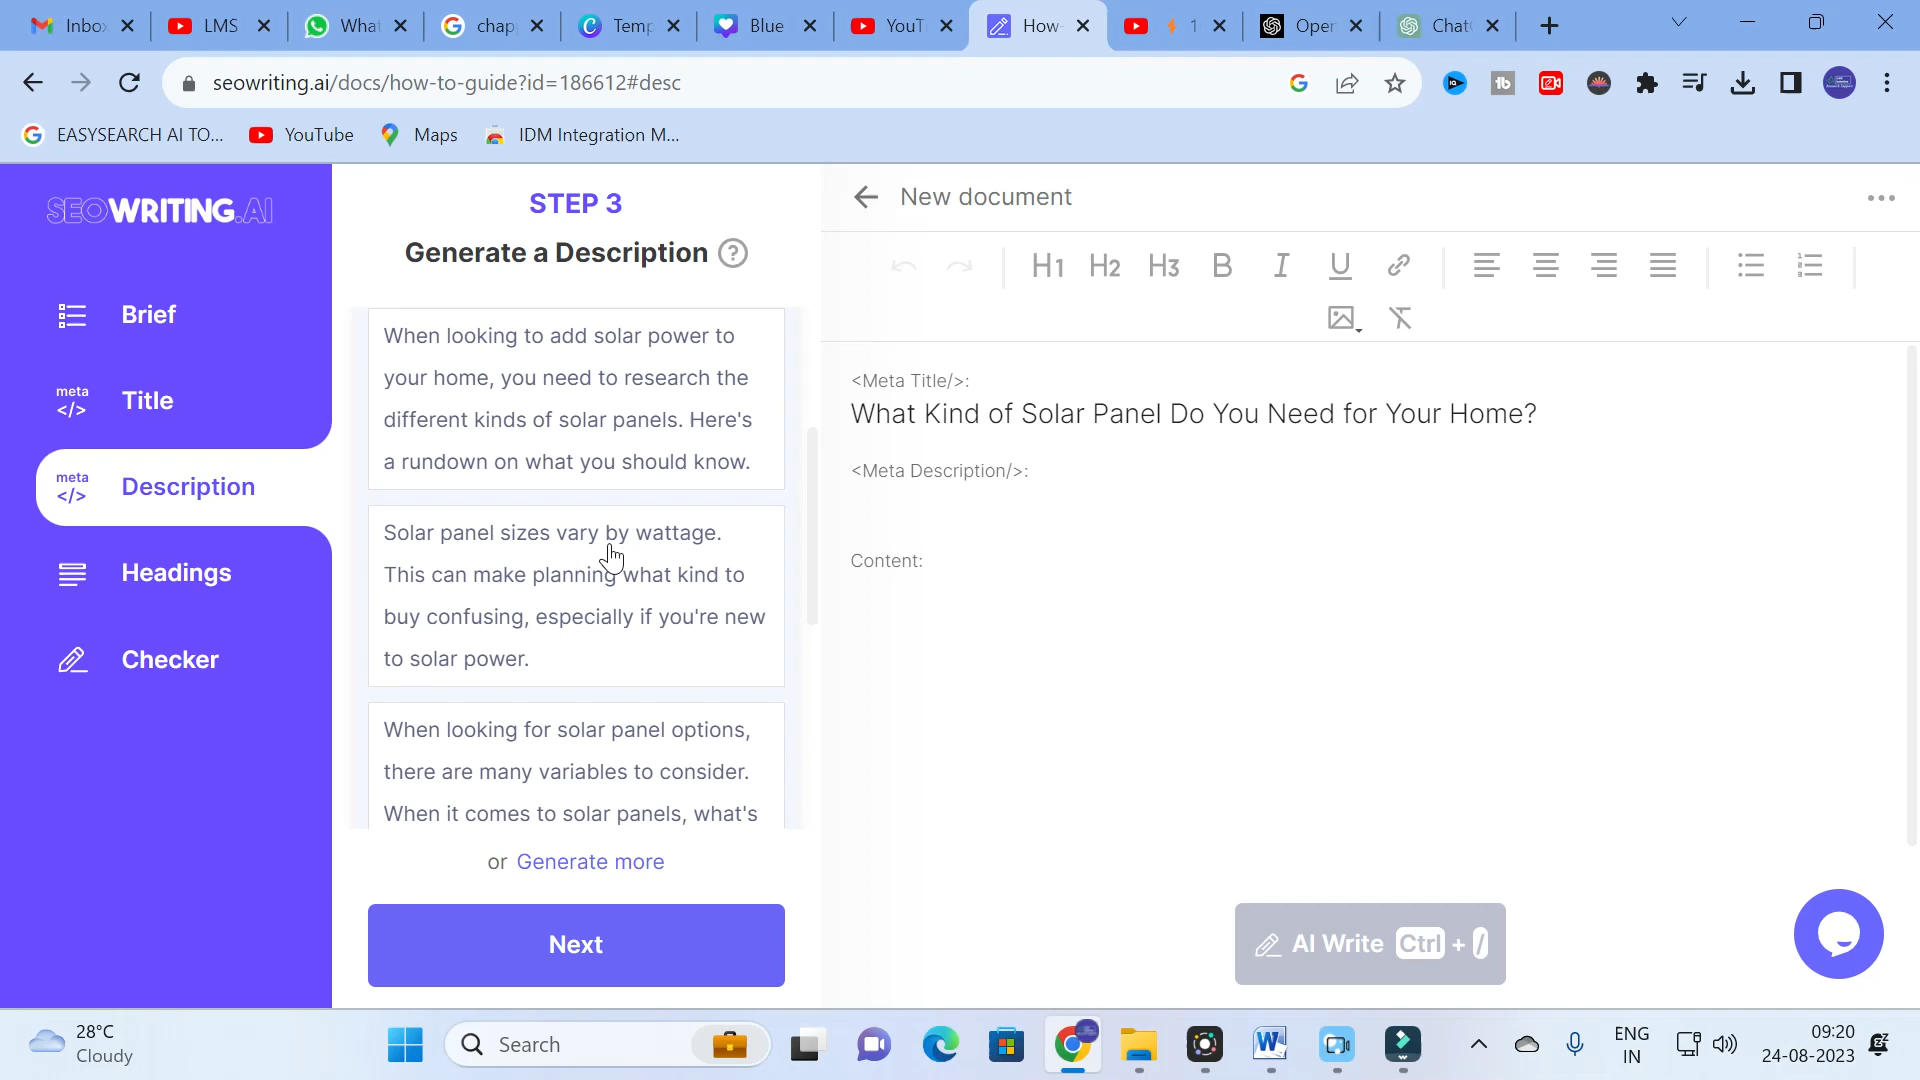 Inbo
LMS
What
chap
Temp
Blue
YouT
How-
1
Open
Chat
seowriting.ai/docs/how-to-guide?id=186612#desc
EASYSEARCH AI TO...
YouTube
Maps
IDM Integration M...
SEOWRITING.AI
Brief
meta
</>
Title
meta
</>
Description
Headings
Checker
STEP 3
Generate a Description ?
When looking to add solar power to
your home, you need to research the
different kinds of solar panels. Here's
a rundown on what you should know.
Solar panel sizes vary by wattage.
This can make planning what kind to
buy confusing, especially if you're new
to solar power.
When looking for solar panel options,
there are many variables to consider.
When it comes to solar panels, what's
or Generate more
Next
New document
H1 H2 H3 B I U
<Meta Title/>:
What Kind of Solar Panel Do You Need for Your Home?
<Meta Description/>:
Content:
AI Write Ctrl + /
28°C
Cloudy
Search
ENG
IN
09:20
24-08-2023